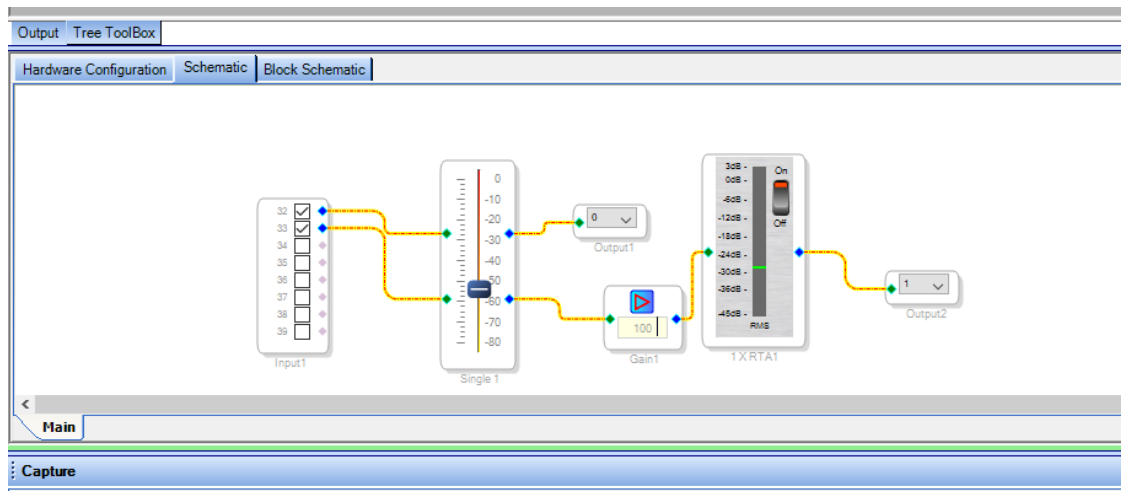 Output Tree ToolBox
Hardware Configuration Schematic Block Schematic
32
33
34
35
36
37
38
39
Input1
0
-10
-20
-30
-40
-50
-60
-70
-80
Single 1
0
Output1
100
Gain1
3dB -
0dB -
-6dB -
-12dB -
-18dB -
-24dB -
-30dB -
-36dB -
-45dB -
RMS
On
Off
1 X RTA1
1
Output2
<
Main
Capture